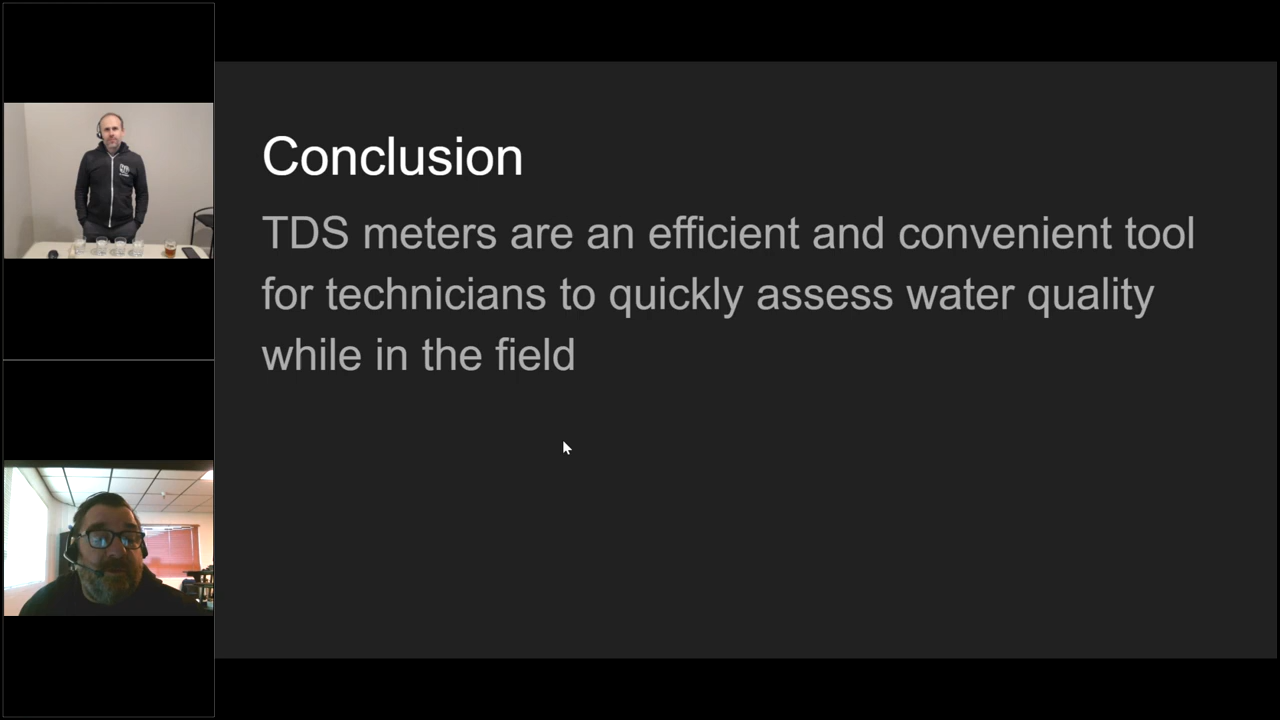 Conclusion
TDS meters are an efficient and convenient tool
for technicians to quickly assess water quality
while in the field